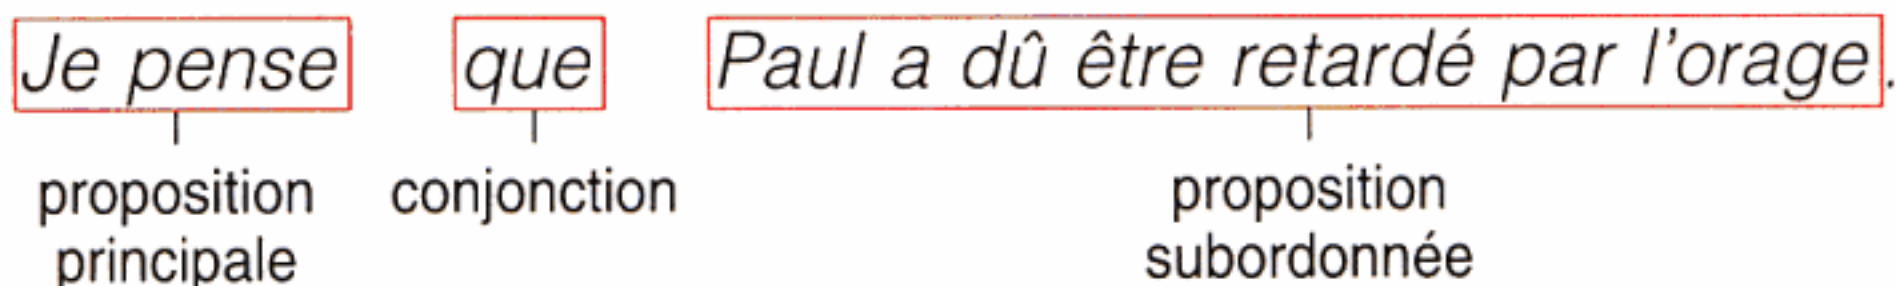 Je pense que Paul a dû être retardé par l'orage.
proposition principale
conjonction
proposition subordonnée